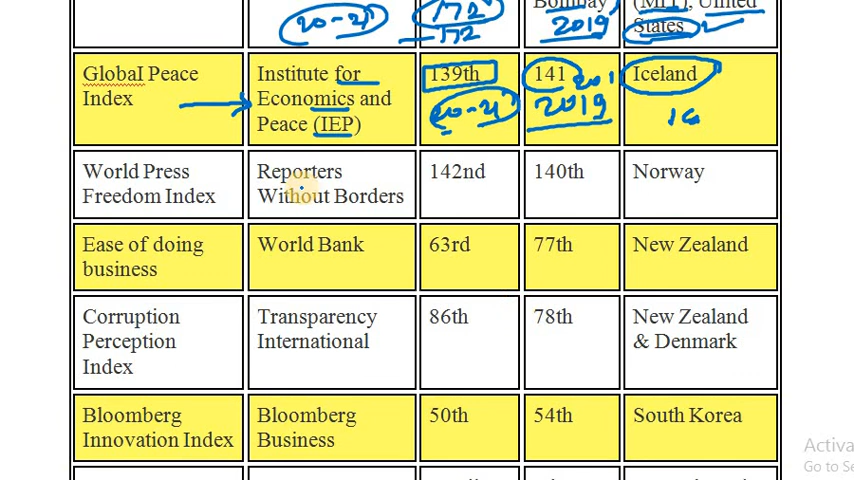 20-21 172 Bombay (MIT), United
172 2019 States
Global Peace Institute for 139th 141 201 Iceland
Index Economics and 20-21 2019
Peace (IEP)
World Press Reporters 142nd 140th Norway
Freedom Index Without Borders
Ease of doing World Bank 63rd 77th New Zealand
business
Corruption Transparency 86th 78th New Zealand
Perception International & Denmark
Index
Bloomberg Bloomberg 50th 54th South Korea
Innovation Index Business
Activa
Go to Se